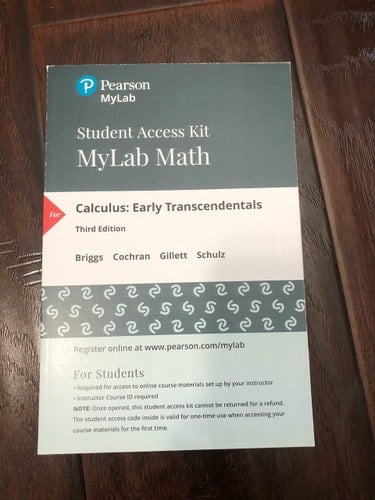 Pearson
MyLab
Student Access Kit
MyLab Math
For
Calculus: Early Transcendentals
Third Edition
Briggs Cochran Gillett Schulz
Register online at www.pearson.com/mylab
For Students
• Required for access to online course materials set up by your instructor
• Instructor Course ID required
NOTE: Once opened, this student access kit cannot be returned for a refund.
The student access code inside is valid for one-time use when accessing your
course materials for the first time.